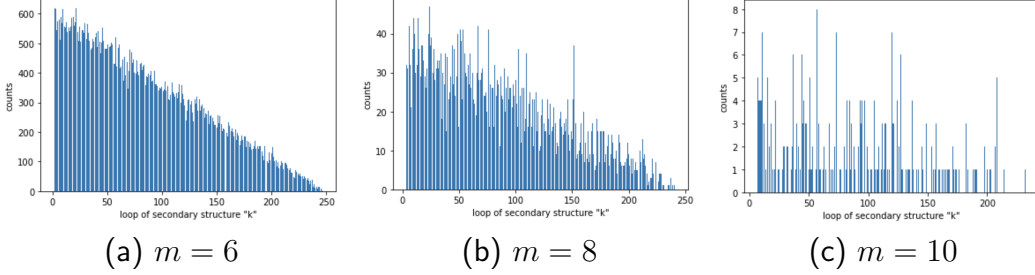 600
500
400
300
200
100
0
counts
0 50 100 150 200 250
loop of secondary structure "k"
(a) m = 6
40
30
20
10
0
counts
0 50 100 150 200 250
loop of secondary structure "k"
(b) m = 8
8
7
6
5
4
3
2
1
0
counts
0 50 100 150 200
loop of secondary structure "k"
(c) m = 10